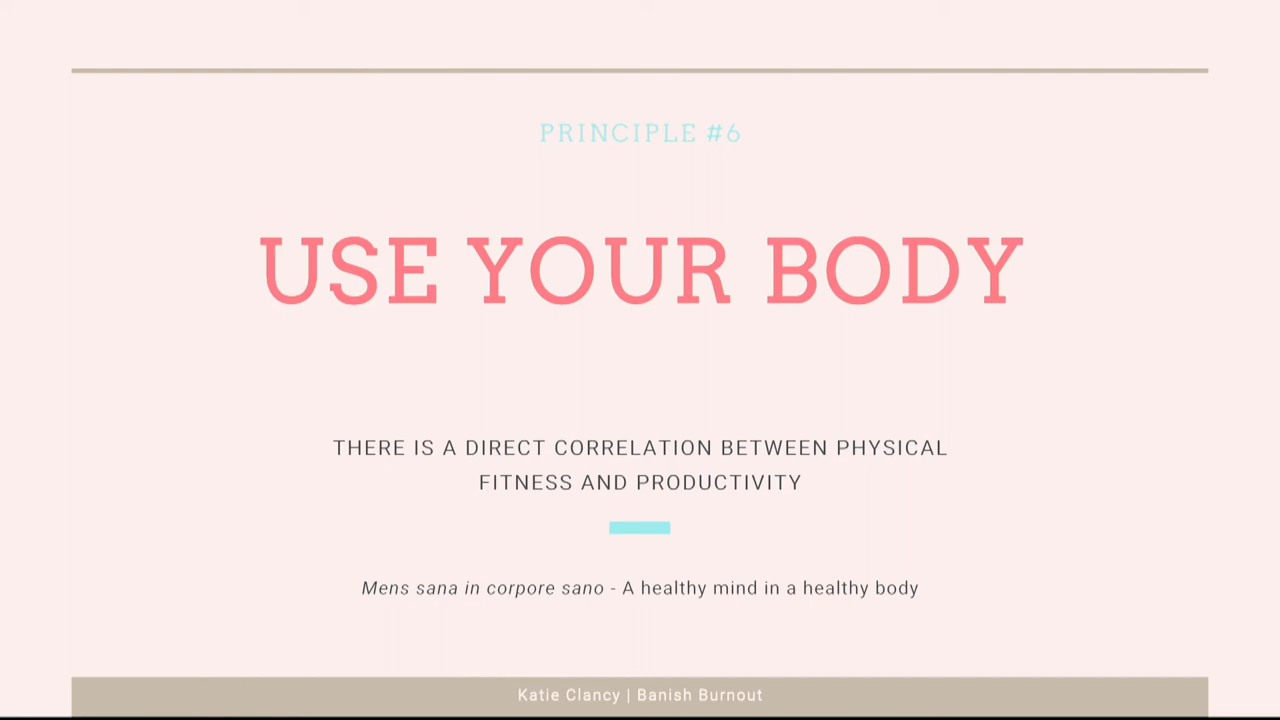 PRINCIPLE #6
USE YOUR BODY
THERE IS A DIRECT CORRELATION BETWEEN PHYSICAL
FITNESS AND PRODUCTIVITY
Mens sana in corpore sano - A healthy mind in a healthy body
Katie Clancy | Banish Burnout